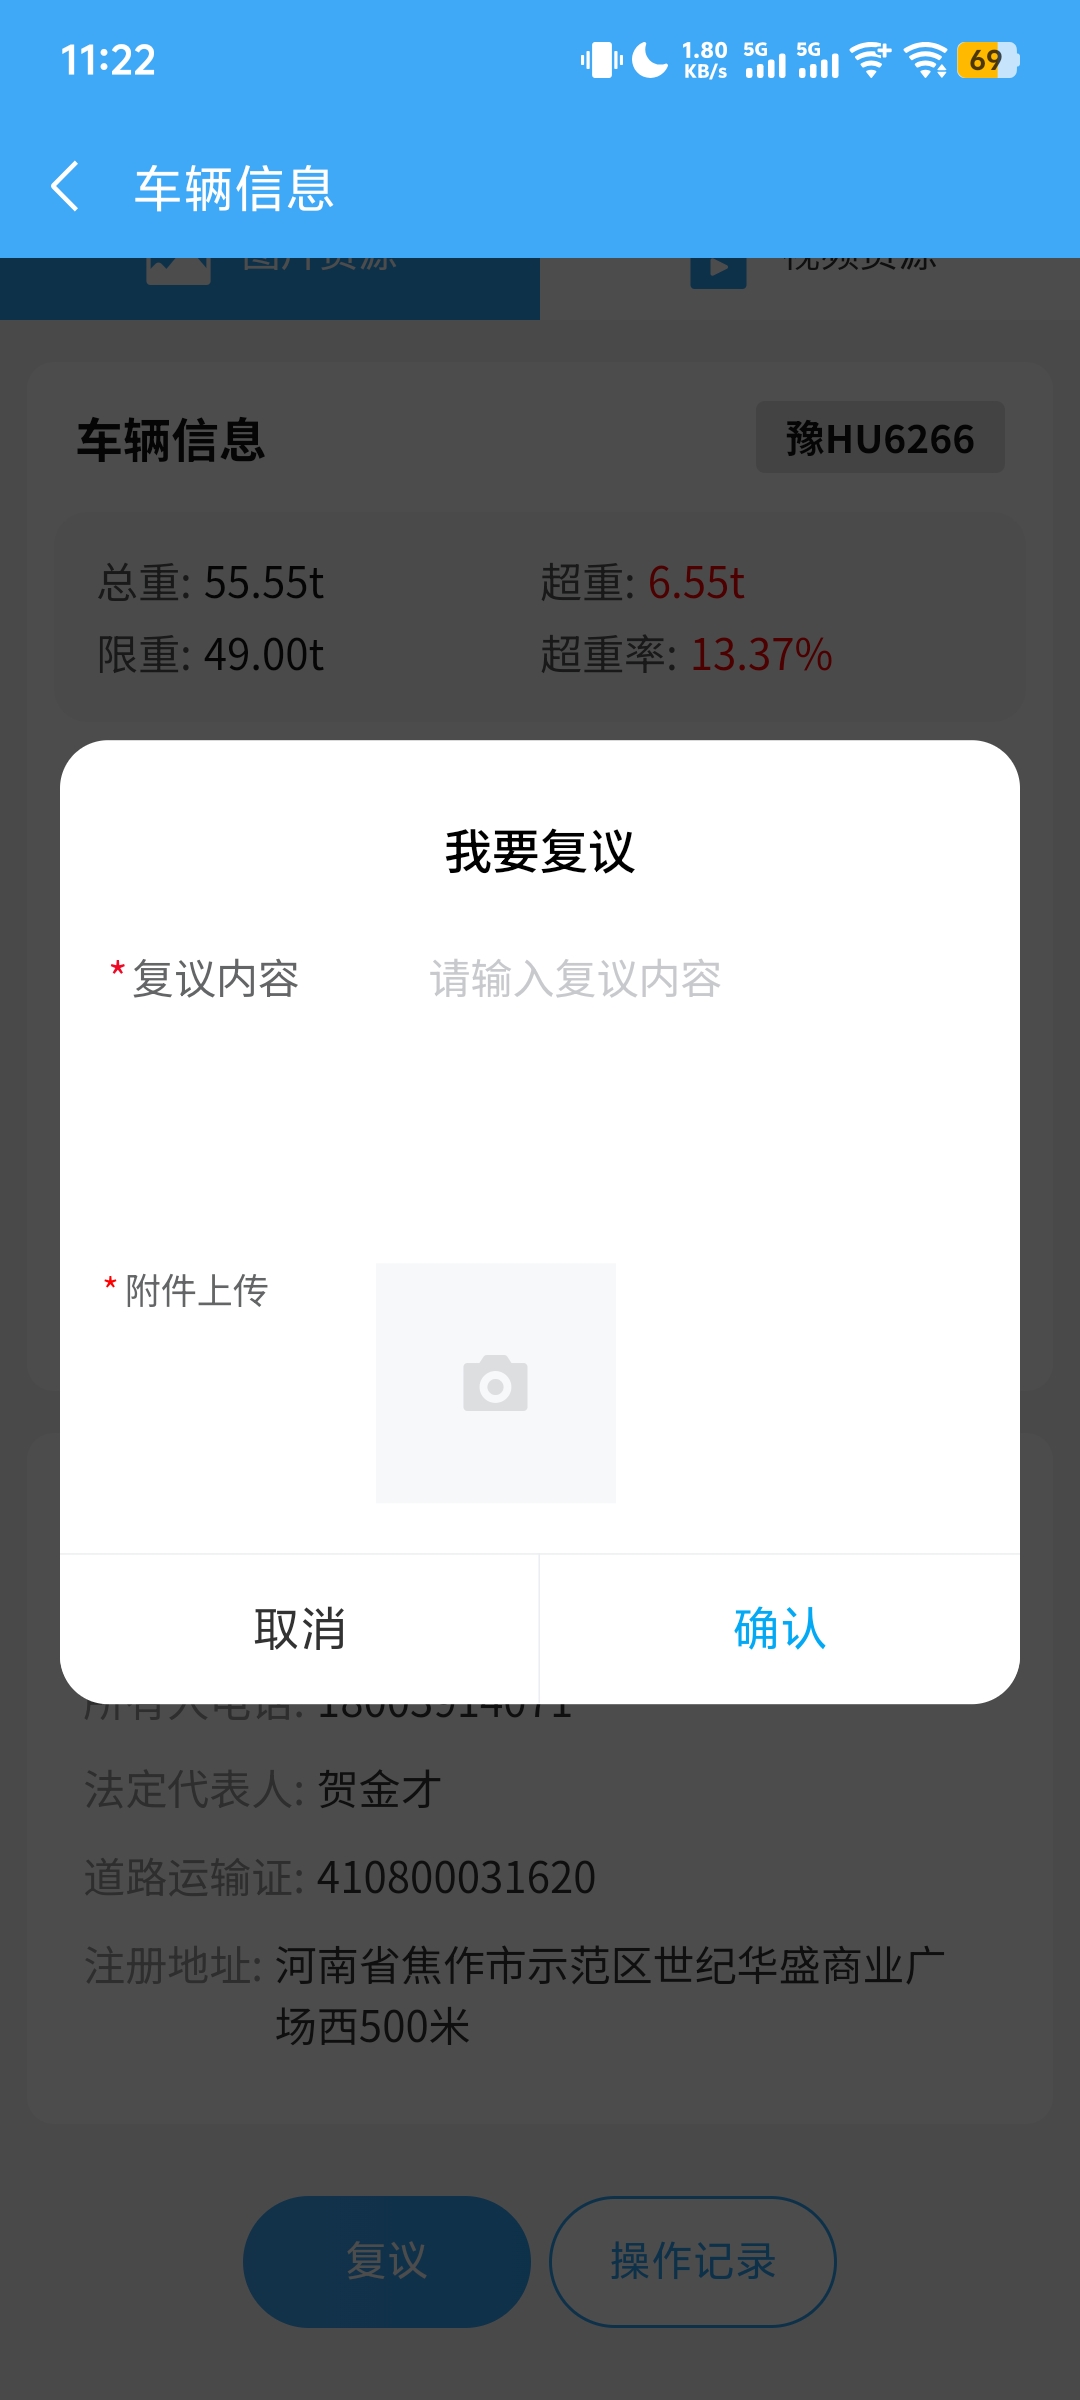 11:22
1.80 KB/s 5G 5G 69
车辆信息
图片资源 视频资源
车辆信息 豫HU6266
总重: 55.55t 超重: 6.55t
限重: 49.00t 超重率: 13.37%
我要复议
*复议内容 请输入复议内容
*附件上传
取消 确认
所有人电话: 18003914071
法定代表人: 贺金才
道路运输证: 410800031620
注册地址: 河南省焦作市示范区世纪华盛商业广
场西500米
复议 操作记录